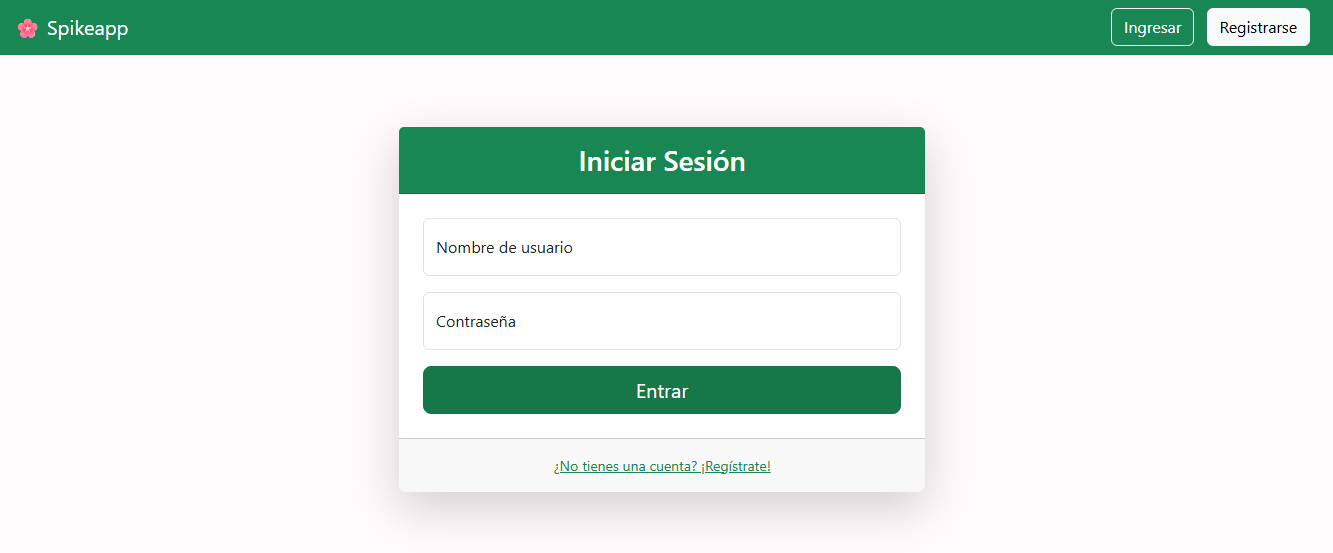 Spikeapp
Ingresar
Registrarse
Iniciar Sesión
Nombre de usuario
Contraseña
Entrar
¿No tienes una cuenta? ¡Regístrate!